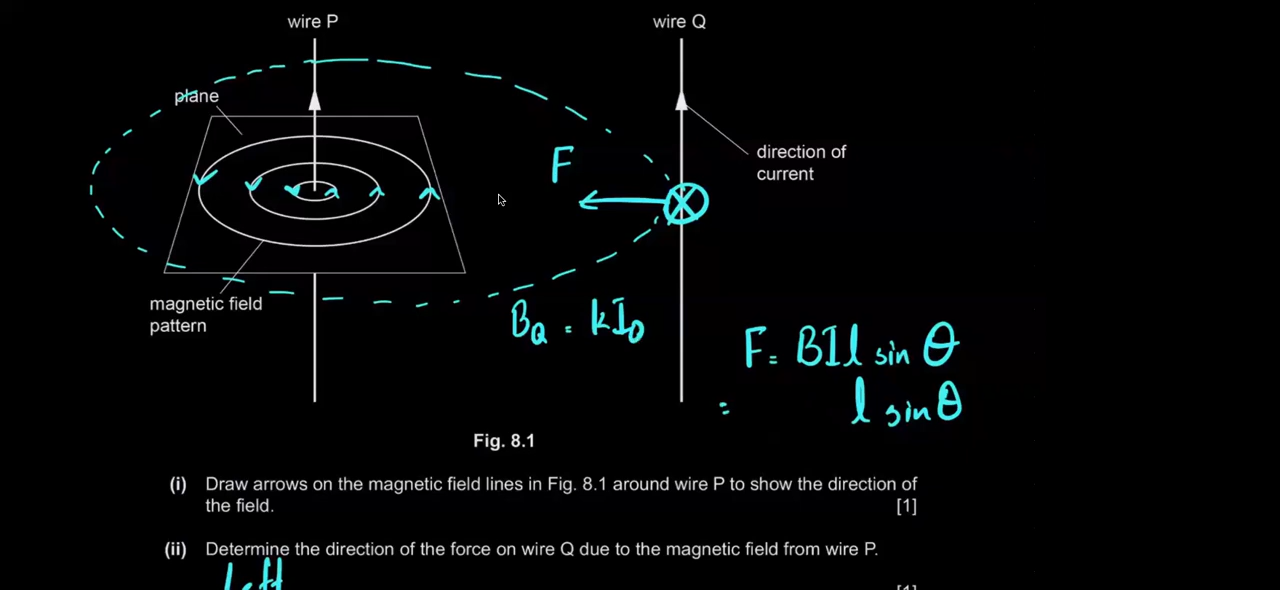 wire P
wire Q
plane
direction of
current
F
magnetic field
pattern
B_Q = kI_0
F = BIl sin θ
= l sin θ
Fig. 8.1
(i) Draw arrows on the magnetic field lines in Fig. 8.1 around wire P to show the direction of
the field. [1]
(ii) Determine the direction of the force on wire Q due to the magnetic field from wire P.
Left
[1]